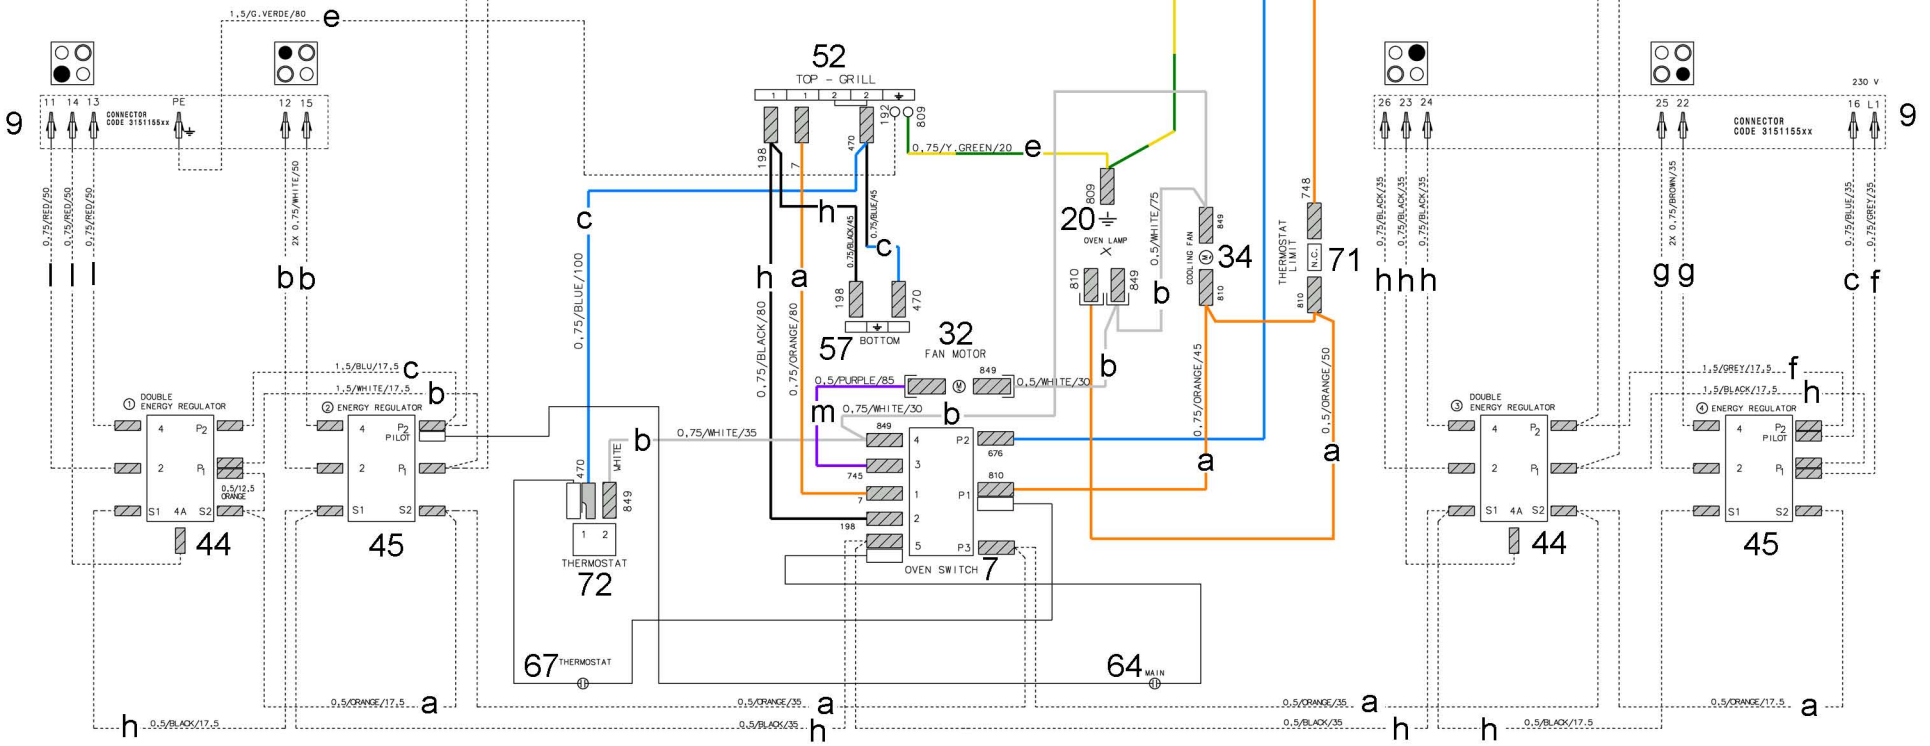 1,5/G.VERDE/80 e
52
TOP - GRILL
1 1 2 2
192 809
9
11 14 13 PE 12 15
CONNECTOR
CODE 3151155xx
26 23 24 25 22 16 L1
230 V
CONNECTOR
CODE 3151155xx
9
198 7 470
0,75/Y.GREEN/20 e
809
20
OVEN LAMP
810 849
0,75/RED/50
0,75/RED/50
0,75/RED/50
2X 0,75/WHITE/50
l l l b b
c
0,75/BLUE/100
h
0,75/BLACK/45
0,75/BLUE/45
c
h a
0,75/BLACK/80
0,75/ORANGE/80
198 470
57 BOTTOM
0,5/WHITE/75
b
COOLING FAN
849
34
810
748
THERMOSTAT
LIMIT
N.C.
71
810
0,75/BLACK/35
0,75/BLACK/35
0,75/BLACK/35
2X 0,75/BROWN/35
0,75/BLUE/35
0,75/GREY/35
h h h g g c f
32
FAN MOTOR
849
0,5/PURPLE/85
0,5/WHITE/30
b
m
0,75/WHITE/30 b
0,75/ORANGE/45
a
0,5/ORANGE/50
a
1,5/BLU/17.5 c
1,5/WHITE/17.5 b
1 DOUBLE
ENERGY REGULATOR
4 P2
2 P1
S1 4A S2
0,5/12,5
ORANGE
44
2 ENERGY REGULATOR
4 P2
PILOT
2 P1
S1 S2
45
b 0,75/WHITE/35
WHITE
470 849
1 2
THERMOSTAT
72
849 4 P2 676
745 3
7 1 P1 810
198 2
5 P3
OVEN SWITCH 7
1,5/GREY/17.5 f
1,5/BLACK/17.5 h
3 DOUBLE
ENERGY REGULATOR
4 P2
2 P1
S1 4A S2
44
4 ENERGY REGULATOR
4 P2
PILOT
2 P1
S1 S2
45
67 THERMOSTAT
64 MAIN
0,5/ORANGE/17.5 a
0,5/ORANGE/35 a
0,5/ORANGE/35 a
0,5/ORANGE/17.5 a
h 0,5/BLACK/17.5
0,5/BLACK/35 h
0,5/BLACK/35 h
h 0,5/BLACK/17.5